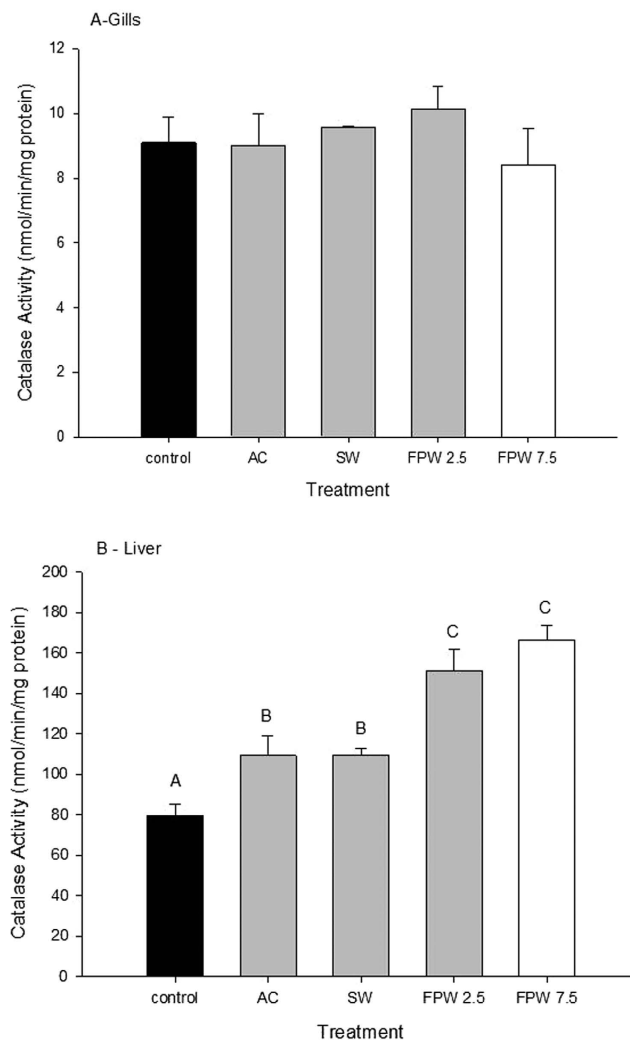 A-Gills
12
10
8
6
4
2
0
Catalase Activity (nmol/min/mg protein)
control AC SW FPW 2.5 FPW 7.5
Treatment
B - Liver
200
180
160
140
120
100
80
60
40
20
0
Catalase Activity (nmol/min/mg protein)
A B B C C
control AC SW FPW 2.5 FPW 7.5
Treatment